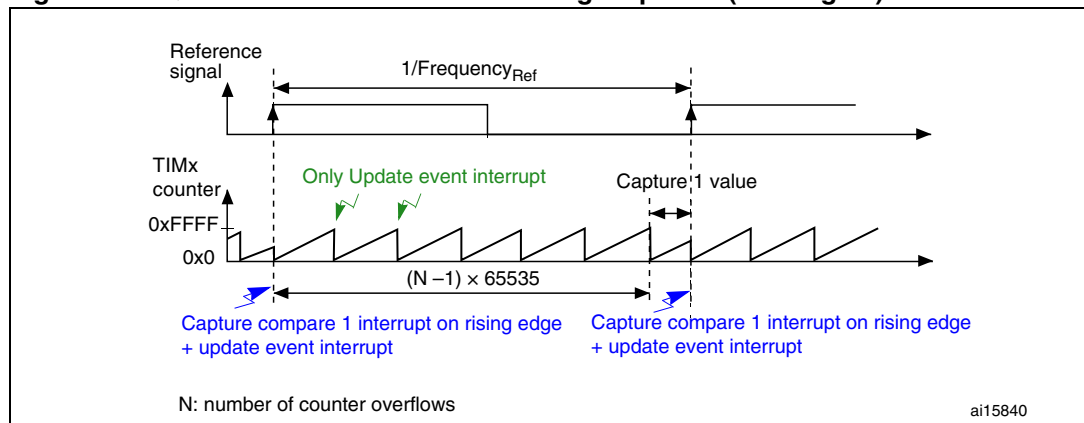 Reference
signal
1/FrequencyRef
TIMx
counter
Only Update event interrupt
Capture 1 value
0xFFFF
0x0
(N –1) × 65535
Capture compare 1 interrupt on rising edge
+ update event interrupt
Capture compare 1 interrupt on rising edge
+ update event interrupt
N: number of counter overflows
ai15840